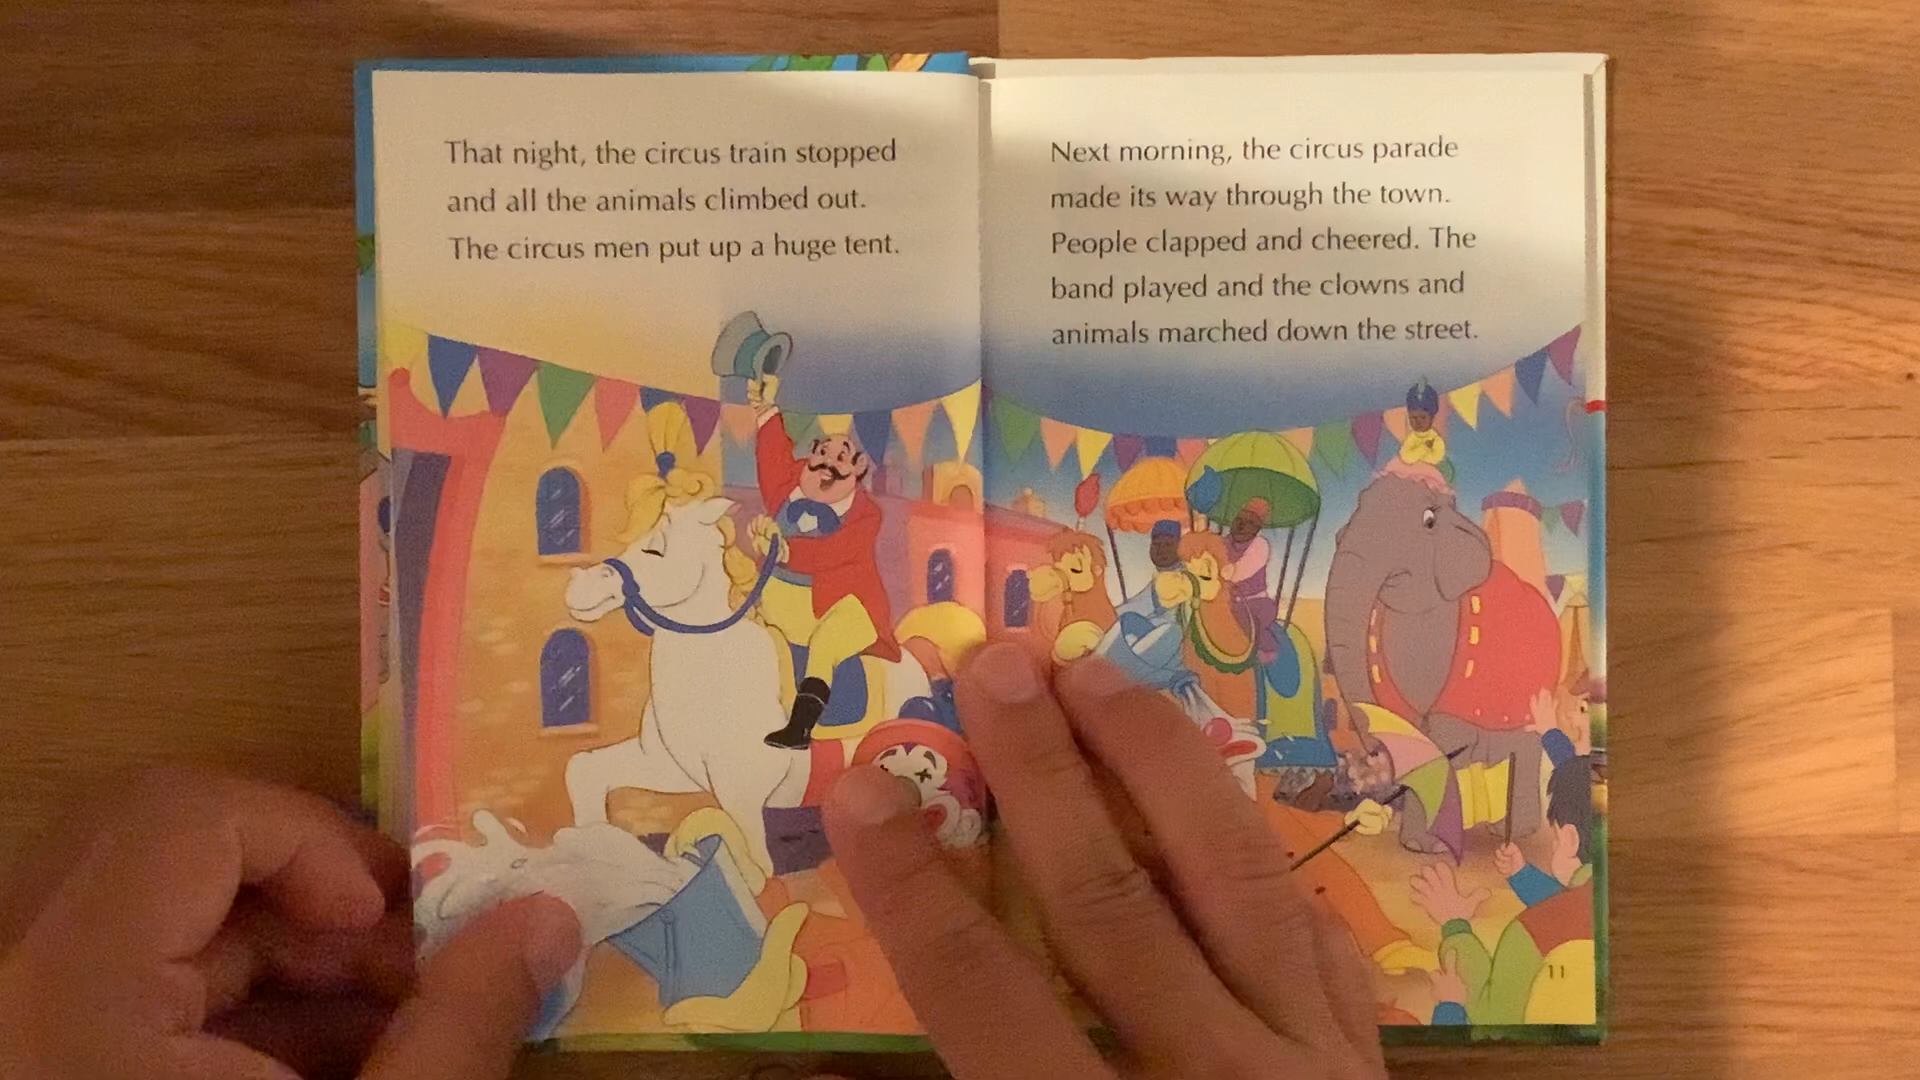 That night, the circus train stopped
and all the animals climbed out.
The circus men put up a huge tent.
Next morning, the circus parade
made its way through the town.
People clapped and cheered. The
band played and the clowns and
animals marched down the street.
11